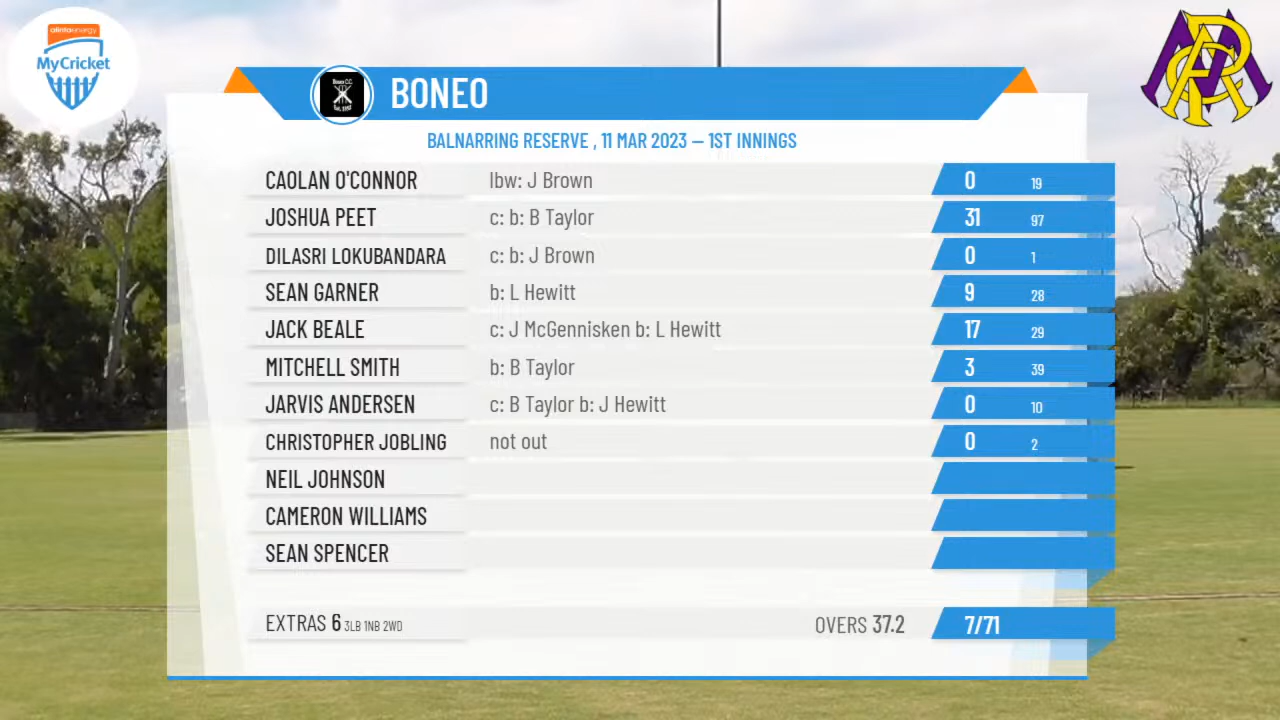 alintaenergy
MyCricket
BONEO
BALNARRING RESERVE , 11 MAR 2023 – 1ST INNINGS
CAOLAN O'CONNOR lbw: J Brown 0 19
JOSHUA PEET c: b: B Taylor 31 97
DILASRI LOKUBANDARA c: b: J Brown 0 1
SEAN GARNER b: L Hewitt 9 28
JACK BEALE c: J McGennisken b: L Hewitt 17 29
MITCHELL SMITH b: B Taylor 3 39
JARVIS ANDERSEN c: B Taylor b: J Hewitt 0 10
CHRISTOPHER JOBLING not out 0 2
NEIL JOHNSON
CAMERON WILLIAMS
SEAN SPENCER
EXTRAS 6 3LB 1NB 2WD OVERS 37.2 7/71